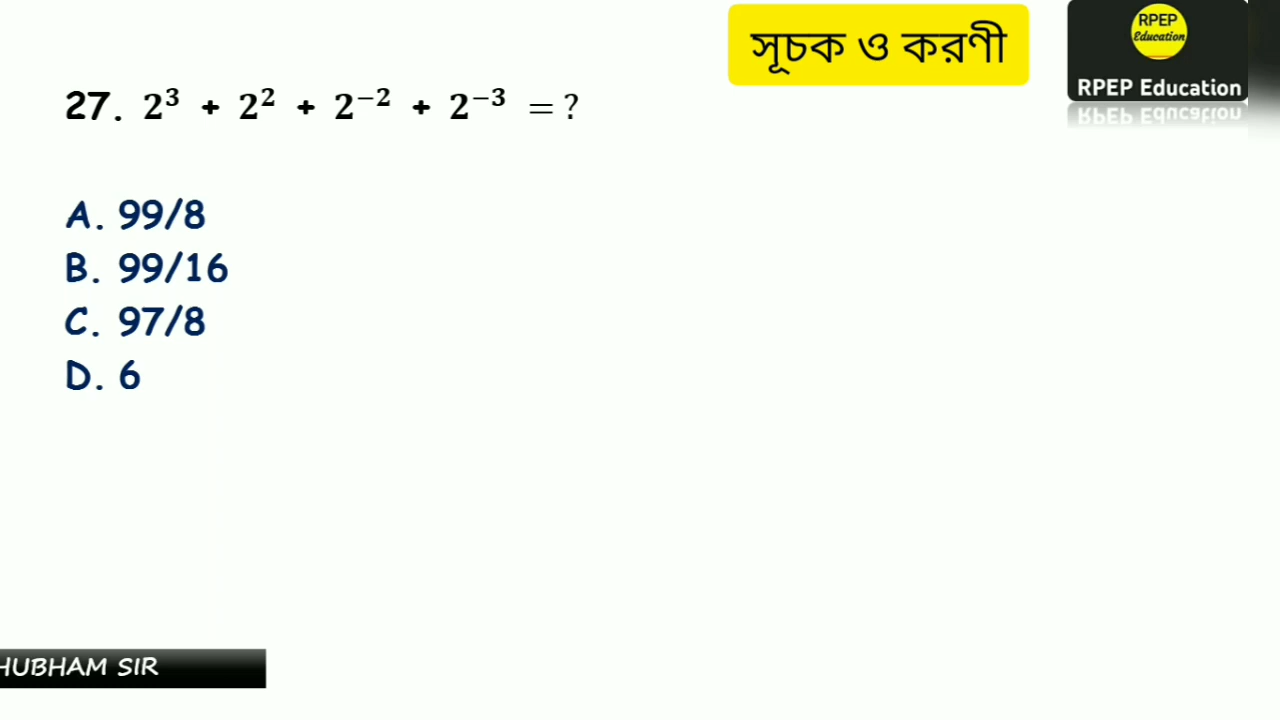 সূচক ও করণী
RPEP
Education
RPEP Education
27. 2³ + 2² + 2⁻² + 2⁻³ = ?
A. 99/8
B. 99/16
C. 97/8
D. 6
HUBHAM SIR